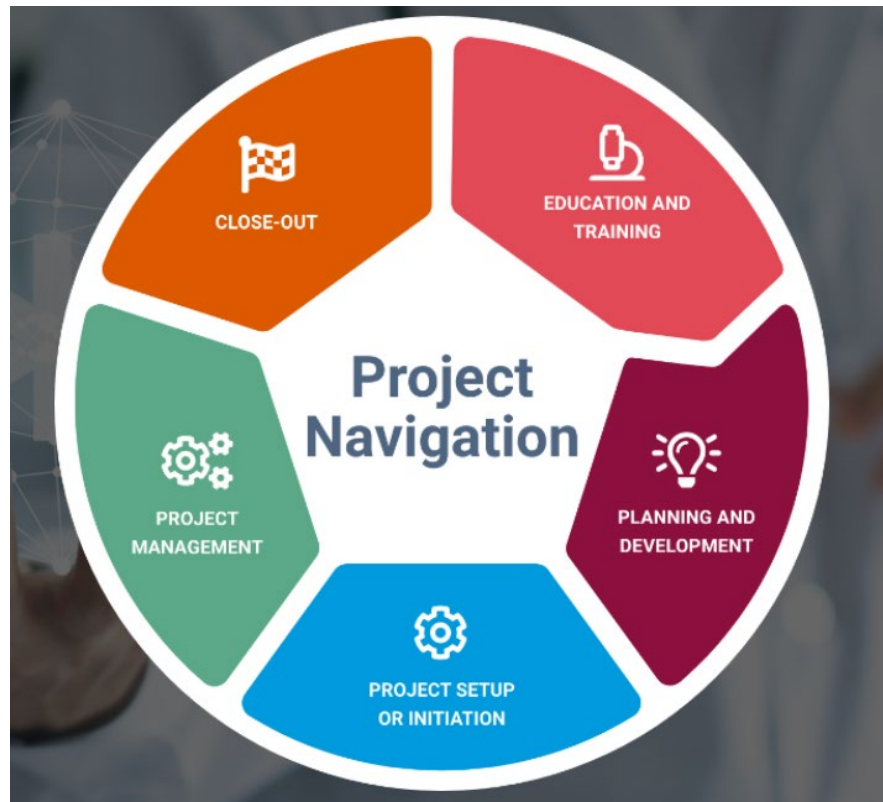 Project
Navigation
EDUCATION AND
TRAINING
PLANNING AND
DEVELOPMENT
PROJECT SETUP
OR INITIATION
PROJECT
MANAGEMENT
CLOSE-OUT